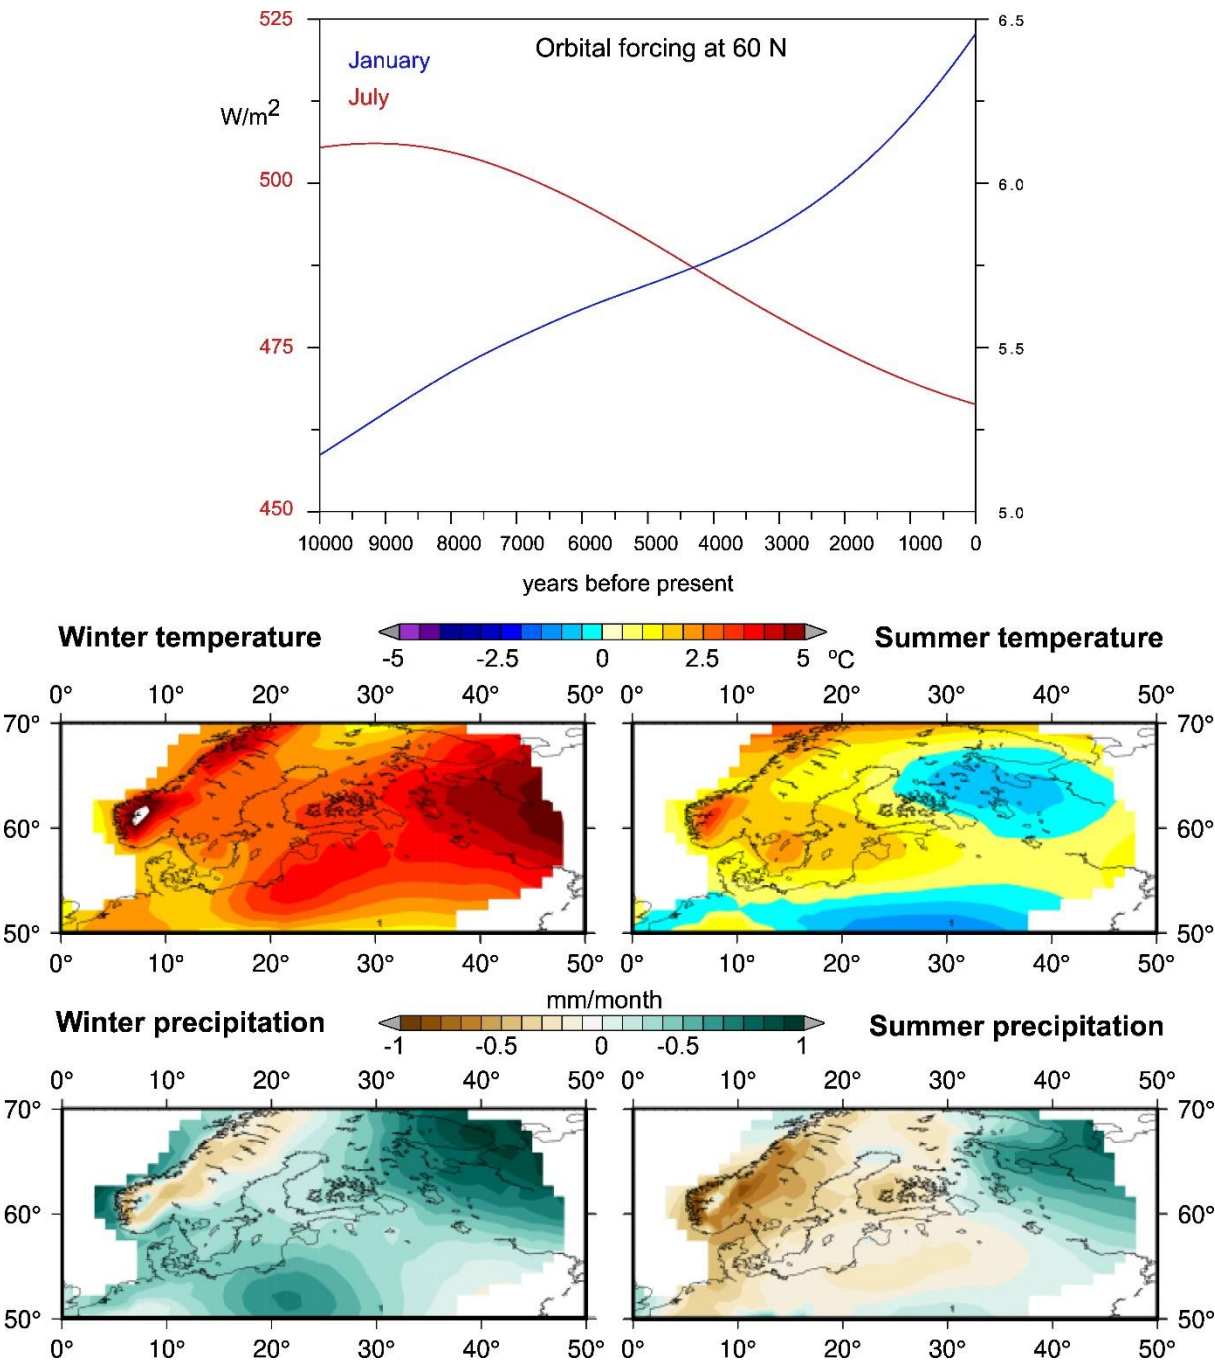 525
6.5
Orbital forcing at 60 N
January
July
W/m2
500
6.0
475
5.5
450
5.0
10000 9000 8000 7000 6000 5000 4000 3000 2000 1000 0
years before present
Winter temperature
Summer temperature
-5 -2.5 0 2.5 5 ºC
0° 10° 20° 30° 40° 50° 0° 10° 20° 30° 40° 50°
70° 70°
60° 60°
50° 50°
0° 10° 20° 30° 40° 50° 0° 10° 20° 30° 40° 50°
mm/month
Winter precipitation
Summer precipitation
-1 -0.5 0 -0.5 1
0° 10° 20° 30° 40° 50° 0° 10° 20° 30° 40° 50°
70° 70°
60° 60°
50° 50°
0° 10° 20° 30° 40° 50° 0° 10° 20° 30° 40° 50°